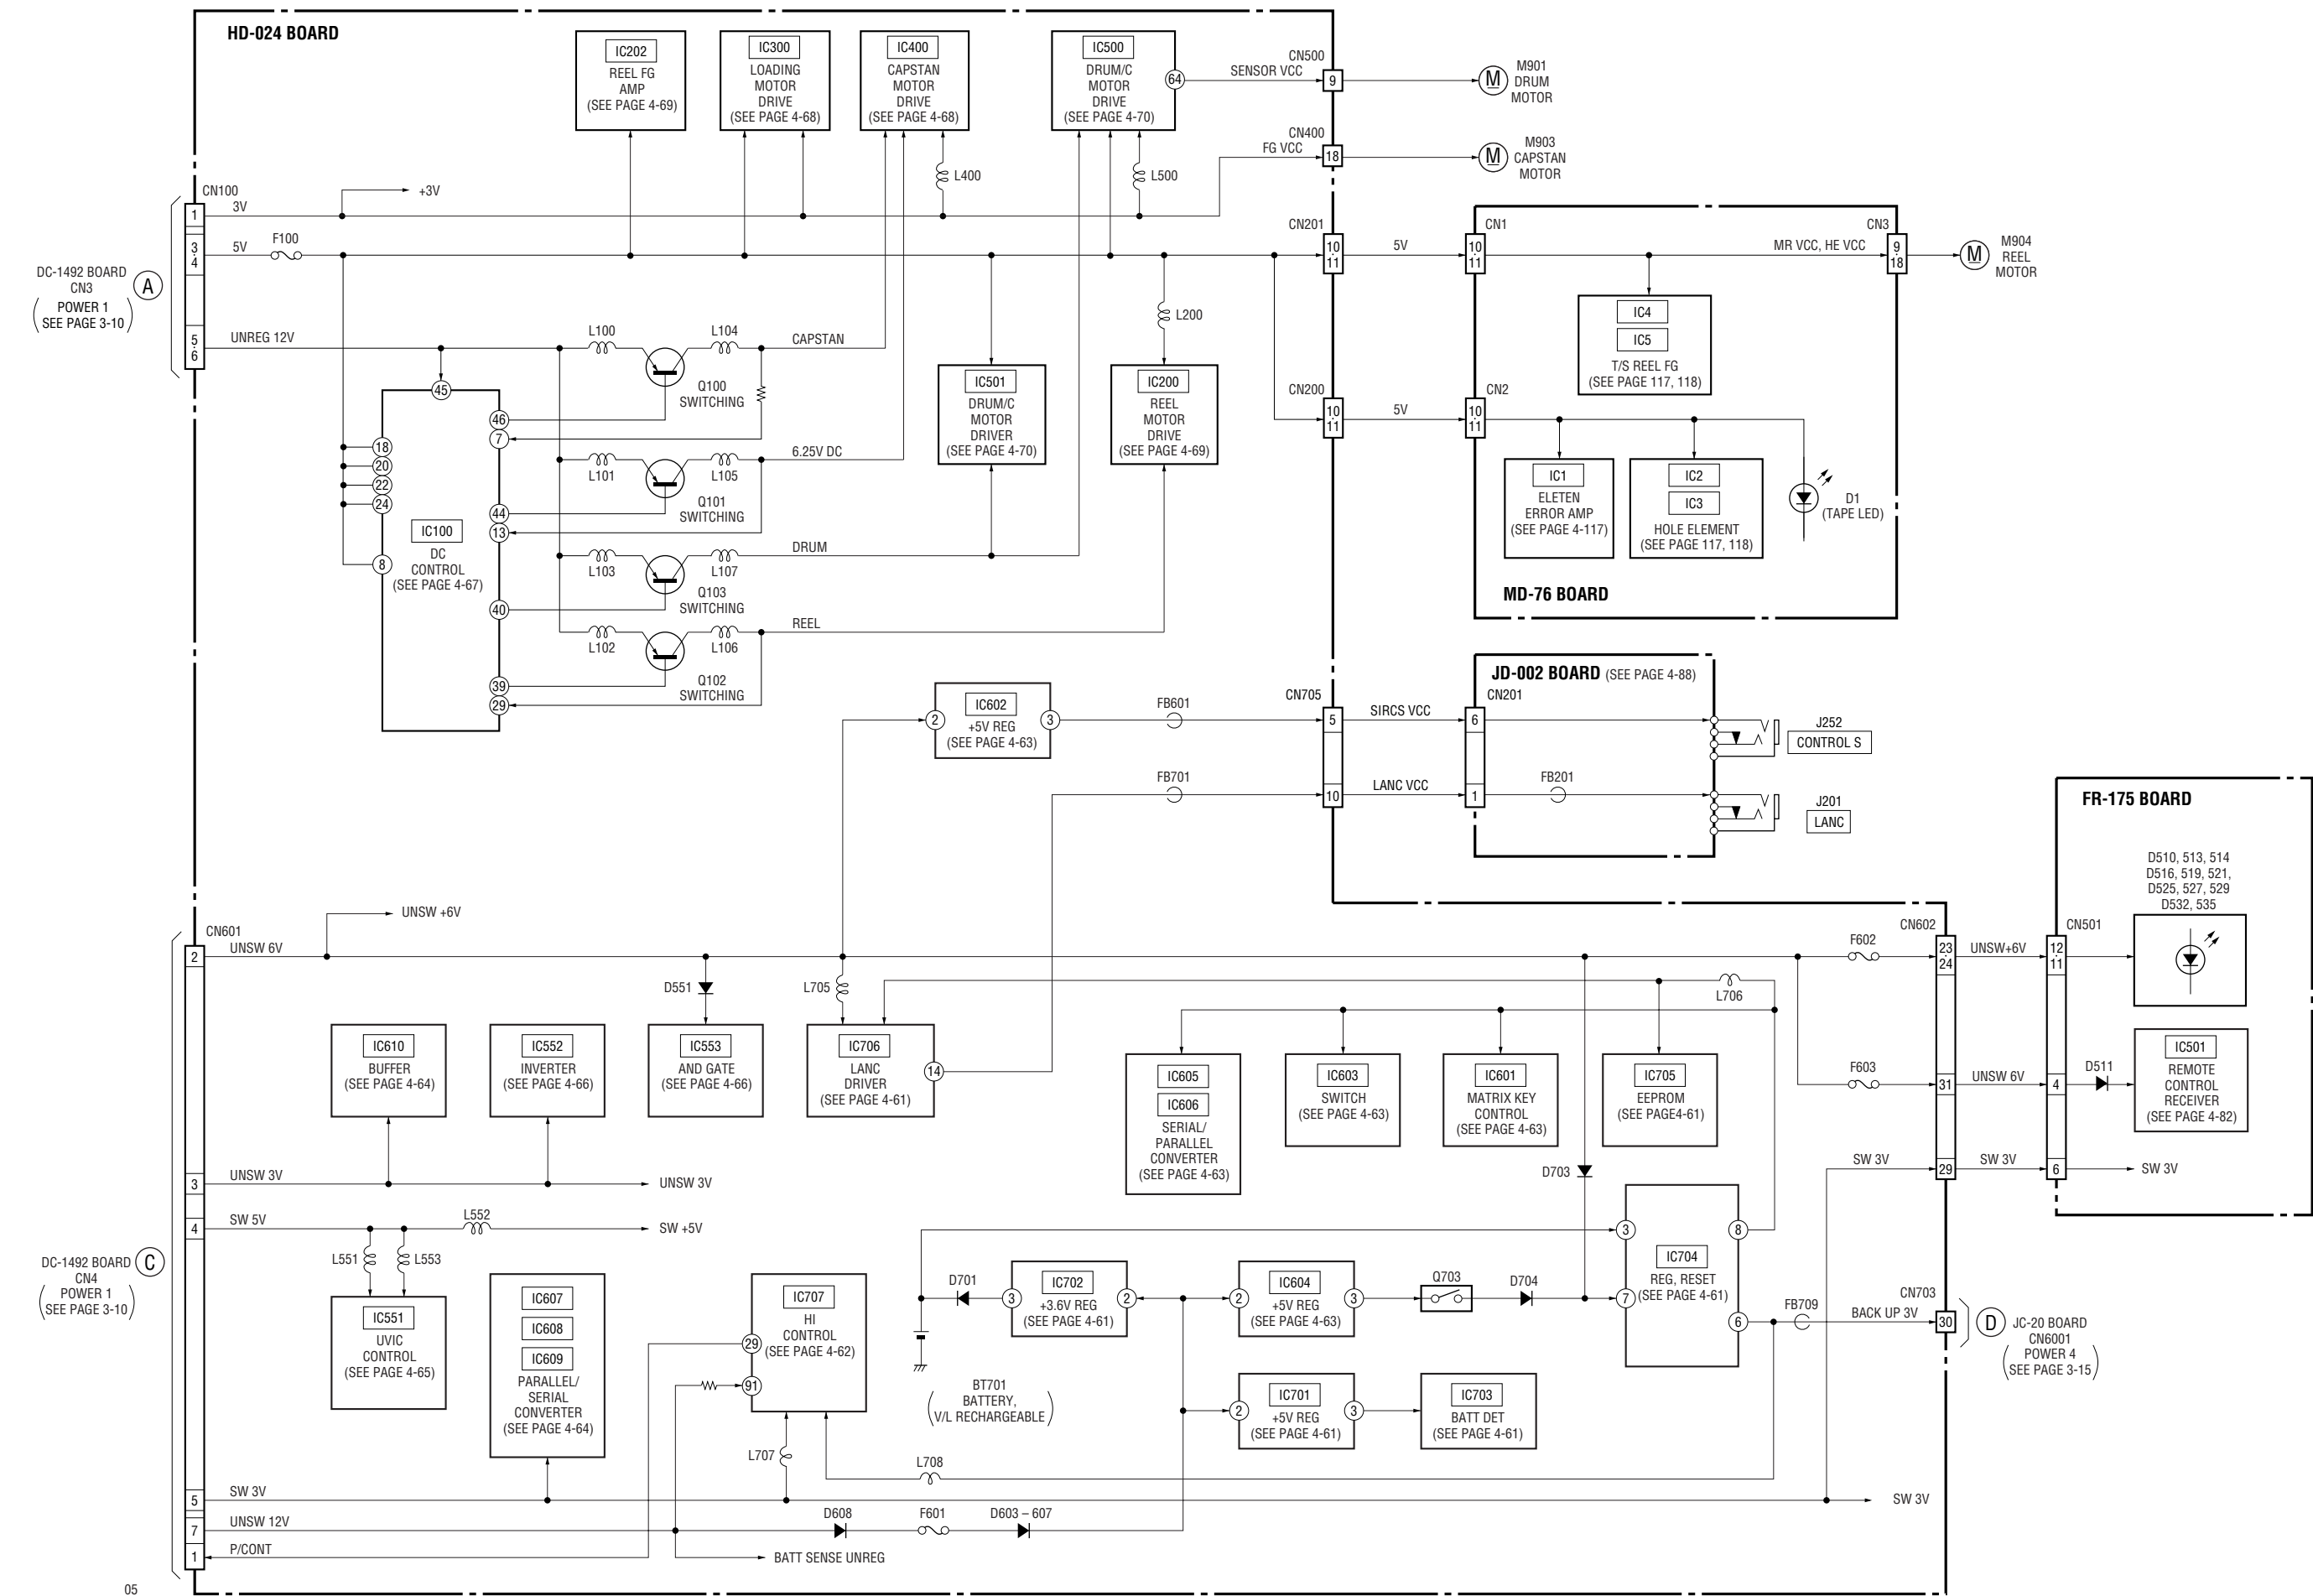 HD-024 BOARD
IC202
REEL FG
AMP
(SEE PAGE 4-69)
IC300
LOADING
MOTOR
DRIVE
(SEE PAGE 4-68)
IC400
CAPSTAN
MOTOR
DRIVE
(SEE PAGE 4-68)
IC500
DRUM/C
MOTOR
DRIVE
(SEE PAGE 4-70)
64
SENSOR VCC
CN500
9
M
M901
DRUM
MOTOR
CN400
FG VCC
18
M
M903
CAPSTAN
MOTOR
L400
L500
CN100
1
3V
+3V
3
4
5V
F100
5
6
UNREG 12V
DC-1492 BOARD
CN3
A
POWER 1
SEE PAGE 3-10
CN201
10
11
5V
CN1
10
11
MR VCC, HE VCC
CN3
9
18
M
M904
REEL
MOTOR
IC4
IC5
T/S REEL FG
(SEE PAGE 117, 118)
CN200
10
11
5V
CN2
10
11
IC1
ELETEN
ERROR AMP
(SEE PAGE 4-117)
IC2
IC3
HOLE ELEMENT
(SEE PAGE 117, 118)
D1
(TAPE LED)
MD-76 BOARD
L200
L100
L104
CAPSTAN
Q100
SWITCHING
45
46
7
18
20
22
24
8
44
13
40
39
29
IC100
DC
CONTROL
(SEE PAGE 4-67)
L101
L105
6.25V DC
Q101
SWITCHING
L103
L107
DRUM
Q103
SWITCHING
L102
L106
REEL
Q102
SWITCHING
IC501
DRUM/C
MOTOR
DRIVER
(SEE PAGE 4-70)
IC200
REEL
MOTOR
DRIVE
(SEE PAGE 4-69)
2
IC602
+5V REG
(SEE PAGE 4-63)
3
FB601
CN705
5
SIRCS VCC
FB701
10
LANC VCC
JD-002 BOARD (SEE PAGE 4-88)
CN201
6
1
FB201
J252
CONTROL S
J201
LANC
FR-175 BOARD
D510, 513, 514
D516, 519, 521,
D525, 527, 529
D532, 535
CN501
12
11
4
6
D511
IC501
REMOTE
CONTROL
RECEIVER
(SEE PAGE 4-82)
SW 3V
CN602
23
24
UNSW+6V
31
UNSW 6V
29
SW 3V
F602
F603
SW 3V
CN601
2
UNSW 6V
UNSW +6V
D551
L705
L706
IC610
BUFFER
(SEE PAGE 4-64)
IC552
INVERTER
(SEE PAGE 4-66)
IC553
AND GATE
(SEE PAGE 4-66)
IC706
LANC
DRIVER
(SEE PAGE 4-61)
14
IC605
IC606
SERIAL/
PARALLEL
CONVERTER
(SEE PAGE 4-63)
IC603
SWITCH
(SEE PAGE 4-63)
IC601
MATRIX KEY
CONTROL
(SEE PAGE 4-63)
IC705
EEPROM
(SEE PAGE4-61)
D703
3
UNSW 3V
UNSW 3V
4
SW 5V
L552
SW +5V
L551
L553
IC551
UVIC
CONTROL
(SEE PAGE 4-65)
IC607
IC608
IC609
PARALLEL/
SERIAL
CONVERTER
(SEE PAGE 4-64)
IC707
HI
CONTROL
(SEE PAGE 4-62)
29
91
L707
L708
D701
BT701
BATTERY,
V/L RECHARGEABLE
3
IC702
+3.6V REG
(SEE PAGE 4-61)
2
2
IC604
+5V REG
(SEE PAGE 4-63)
3
Q703
D704
3
7
8
6
IC704
REG, RESET
(SEE PAGE 4-61)
2
IC701
+5V REG
(SEE PAGE 4-61)
3
IC703
BATT DET
(SEE PAGE 4-61)
FB709
BACK UP 3V
CN703
30
D
JC-20 BOARD
CN6001
POWER 4
SEE PAGE 3-15
DC-1492 BOARD
CN4
C
POWER 1
SEE PAGE 3-10
5
SW 3V
SW 3V
7
UNSW 12V
D608
F601
D603 – 607
1
P/CONT
BATT SENSE UNREG
05